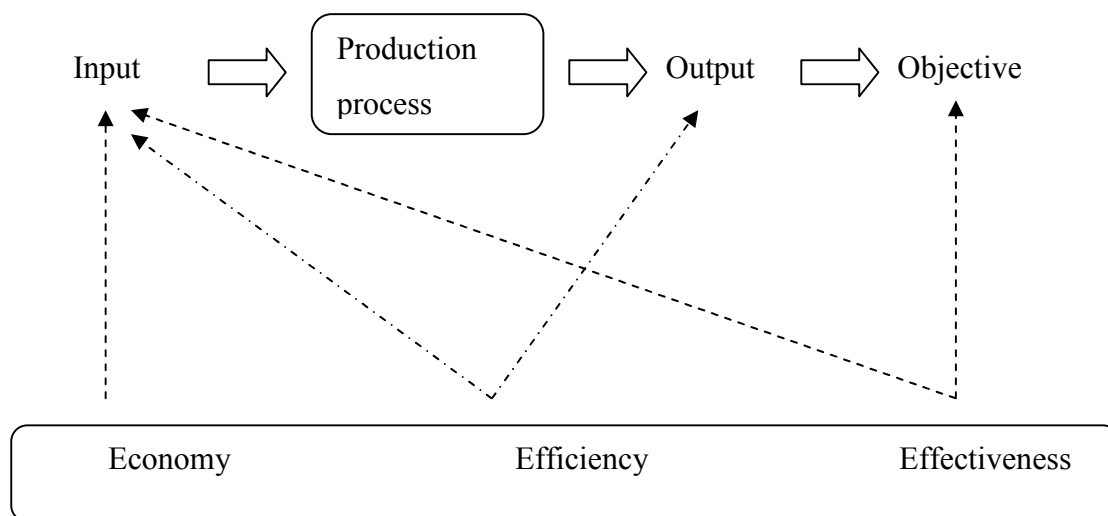 Input
Production
process
Output
Objective
Economy
Efficiency
Effectiveness